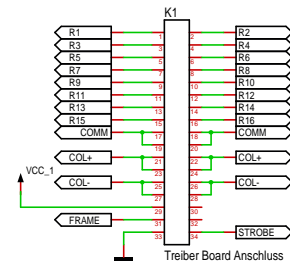 K1
R1 1 2 R2
R3 3 4 R4
R5 5 6 R6
R7 7 8 R8
R9 9 10 R10
R11 11 12 R12
R13 13 14 R14
R15 15 16 R16
COMM 17 18 COMM
19 20
COL+ 21 22 COL+
VCC_1 23 24
COL- 25 26 COL-
27 28
29 30
FRAME 31 32
33 34 STROBE
Treiber Board Anschluss